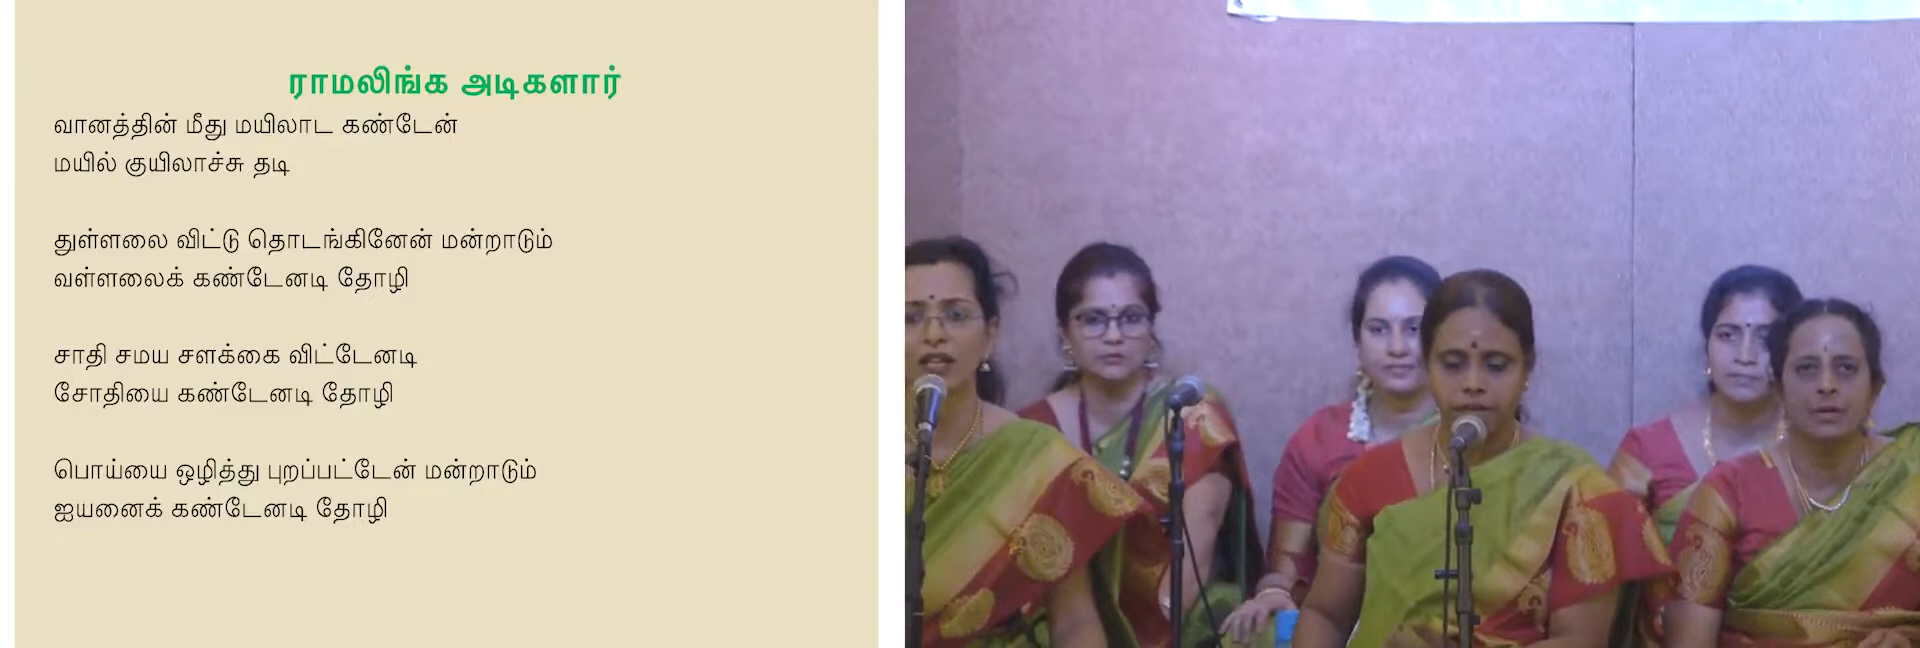 ராமலிங்க அடிகளார்
வானத்தின் மீது மயிலாட கண்டேன்
மயில் குயிலாச்சு தடி
துள்ளலை விட்டு தொடங்கினேன் மன்றாடும்
வள்ளலைக் கண்டேனடி தோழி
சாதி சமய சளக்கை விட்டேனடி
சோதியை கண்டேனடி தோழி
பொய்யை ஒழித்து புறப்பட்டேன் மன்றாடும்
ஐயனைக் கண்டேனடி தோழி